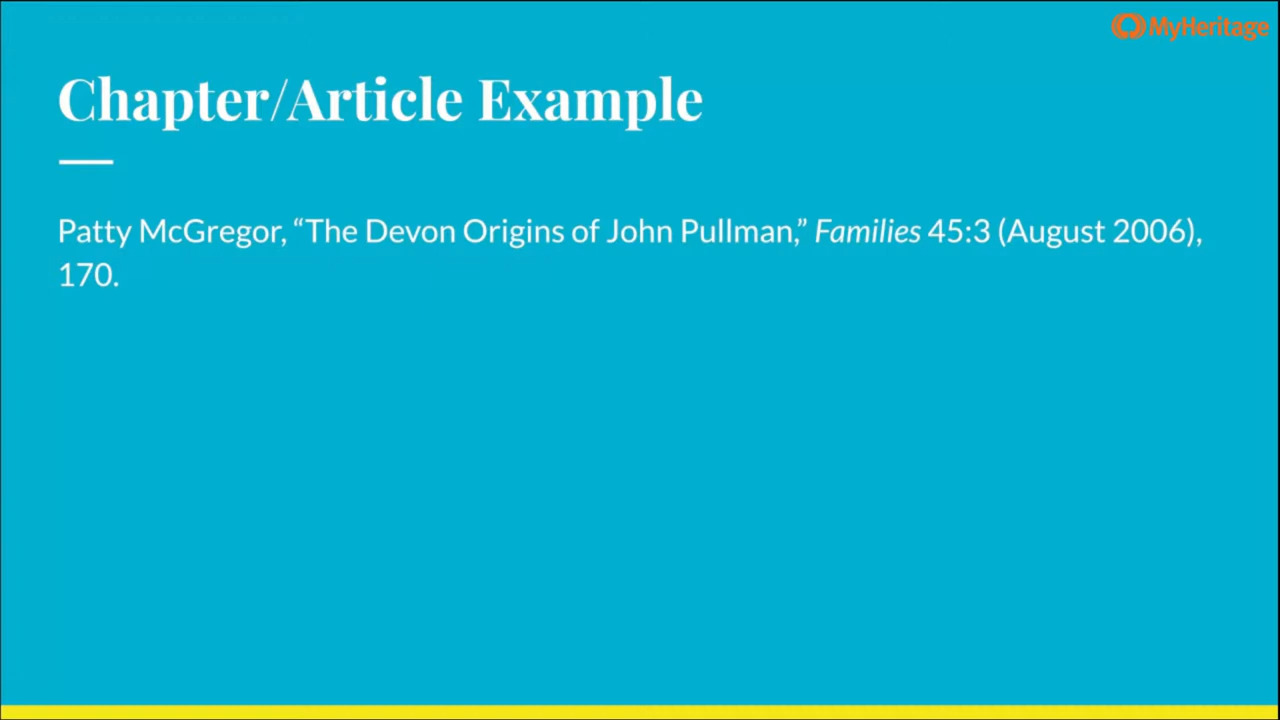 MyHeritage
Chapter/Article Example
Patty McGregor, “The Devon Origins of John Pullman,” Families 45:3 (August 2006),
170.